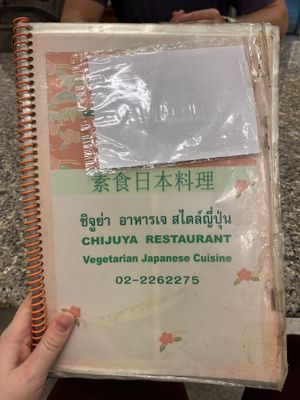 素食日本料理
ชิจูย่า อาหารเจ สไตล์ญี่ปุ่น
CHIJUYA RESTAURANT
Vegetarian Japanese Cuisine
02-2262275